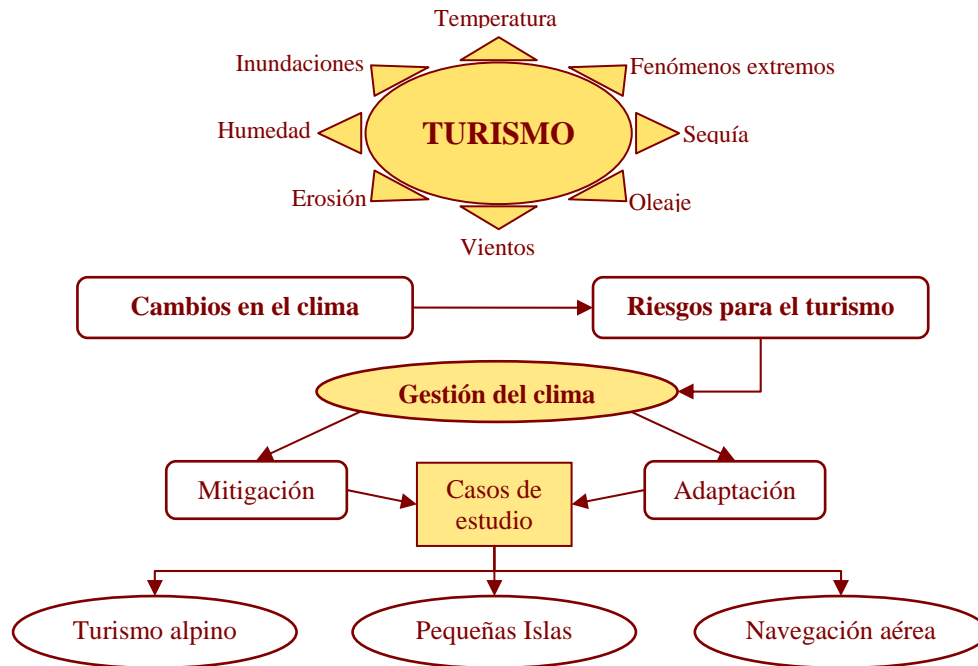 Temperatura
Inundaciones
Fenómenos extremos
Humedad
TURISMO
Sequía
Erosión
Oleaje
Vientos
Cambios en el clima
Riesgos para el turismo
Gestión del clima
Mitigación
Casos de
estudio
Adaptación
Turismo alpino
Pequeñas Islas
Navegación aérea